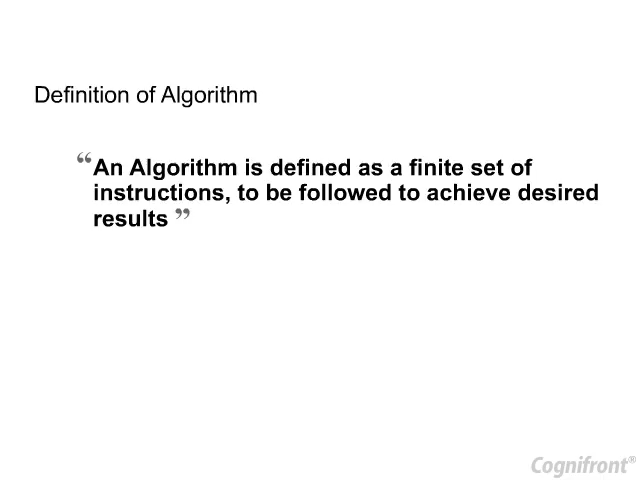 Definition of Algorithm
“An Algorithm is defined as a finite set of
instructions, to be followed to achieve desired
results ”
Cognifront®